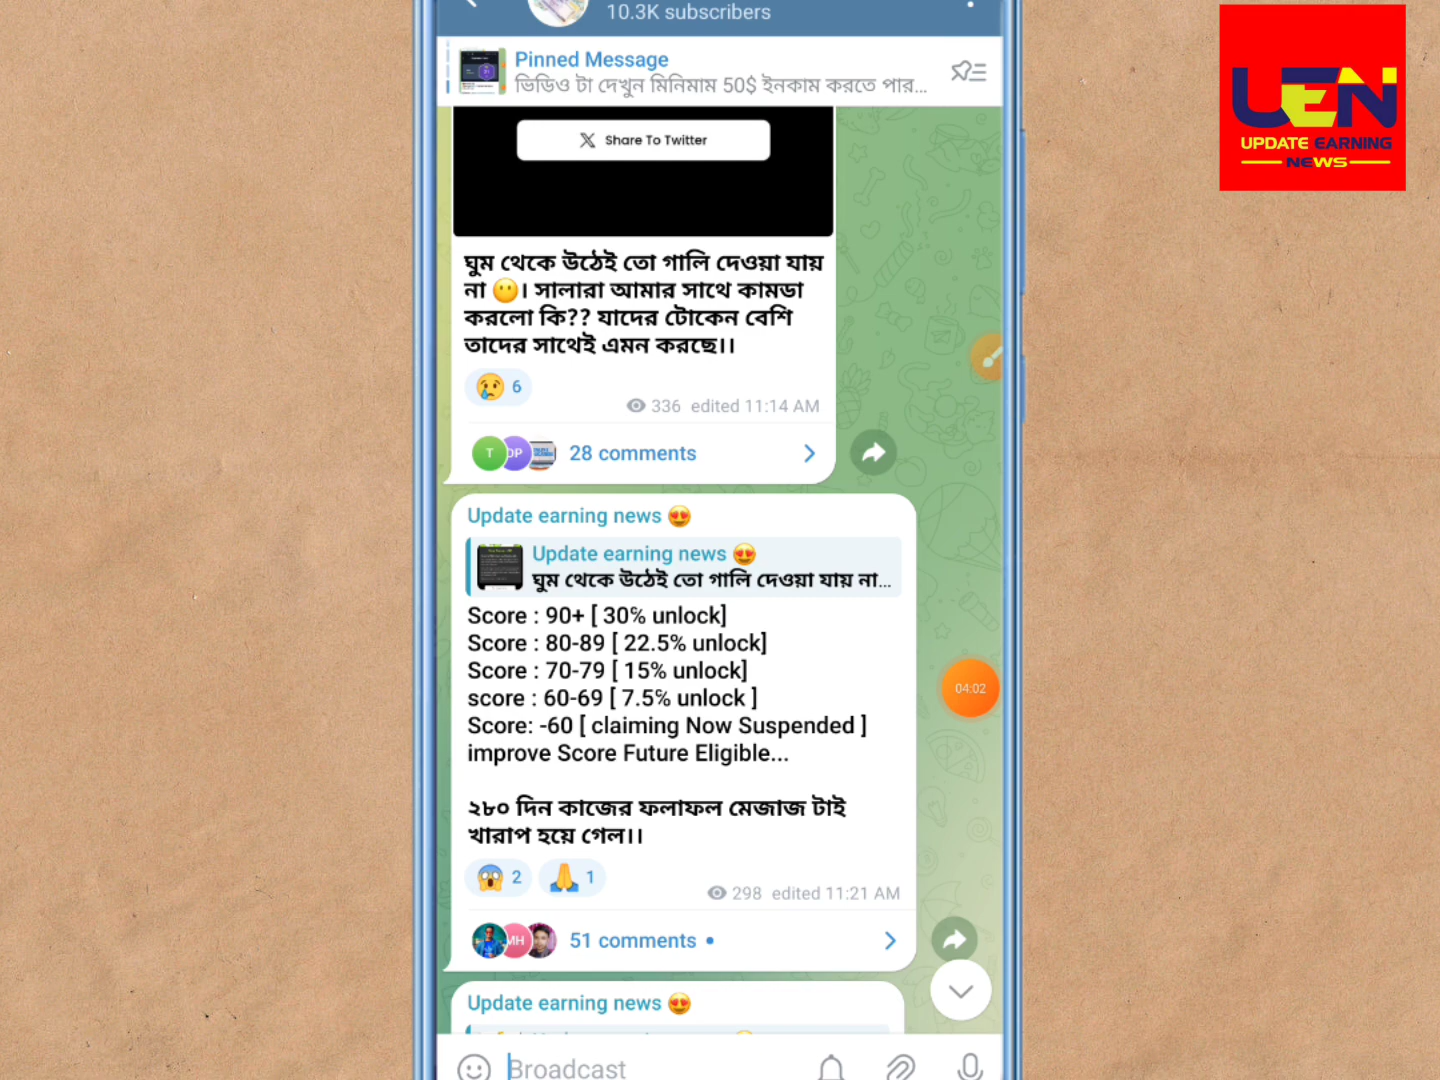 10.3K subscribers
Pinned Message
ভিডিও টা দেখুন মিনিমাম 50$ ইনকাম করতে পার...
UEN
UPDATE EARNING
NEWS
Share To Twitter
ঘুম থেকে উঠেই তো গালি দেওয়া যায়
না 😶। সালারা আমার সাথে কামডা
করলো কি?? যাদের টোকেন বেশি
তাদের সাথেই এমন করছে।।
😢 6
336 edited 11:14 AM
T DP
28 comments
Update earning news 😍
Update earning news 😍
ঘুম থেকে উঠেই তো গালি দেওয়া যায় না...
Score : 90+ [ 30% unlock]
Score : 80-89 [ 22.5% unlock]
Score : 70-79 [ 15% unlock]
score : 60-69 [ 7.5% unlock ]
Score: -60 [ claiming Now Suspended ]
improve Score Future Eligible...
04:02
২৮০ দিন কাজের ফলাফল মেজাজ টাই
খারাপ হয়ে গেল।।
😱 2 🙏 1
298 edited 11:21 AM
MH
51 comments
Update earning news 😍
Broadcast